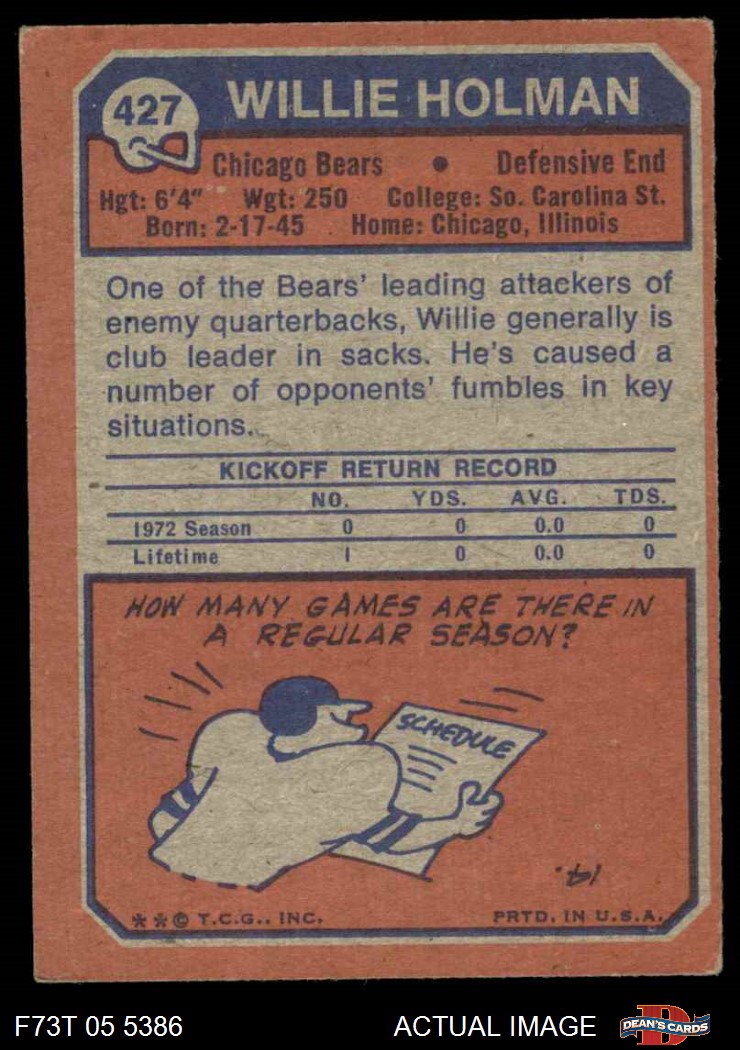 427
WILLIE HOLMAN
Chicago Bears • Defensive End
Hgt: 6'4" Wgt: 250 College: So. Carolina St.
Born: 2-17-45 Home: Chicago, Illinois
One of the Bears' leading attackers of
enemy quarterbacks, Willie generally is
club leader in sacks. He's caused a
number of opponents' fumbles in key
situations.
KICKOFF RETURN RECORD
NO. YDS. AVG. TDS.
1972 Season 0 0 0.0 0
Lifetime 1 0 0.0 0
HOW MANY GAMES ARE THERE IN
A REGULAR SEASON?
SCHEDULE
14.
**© T.C.G., INC. PRTD. IN U.S.A.
F73T 05 5386 ACTUAL IMAGE D DEAN'S CARDS